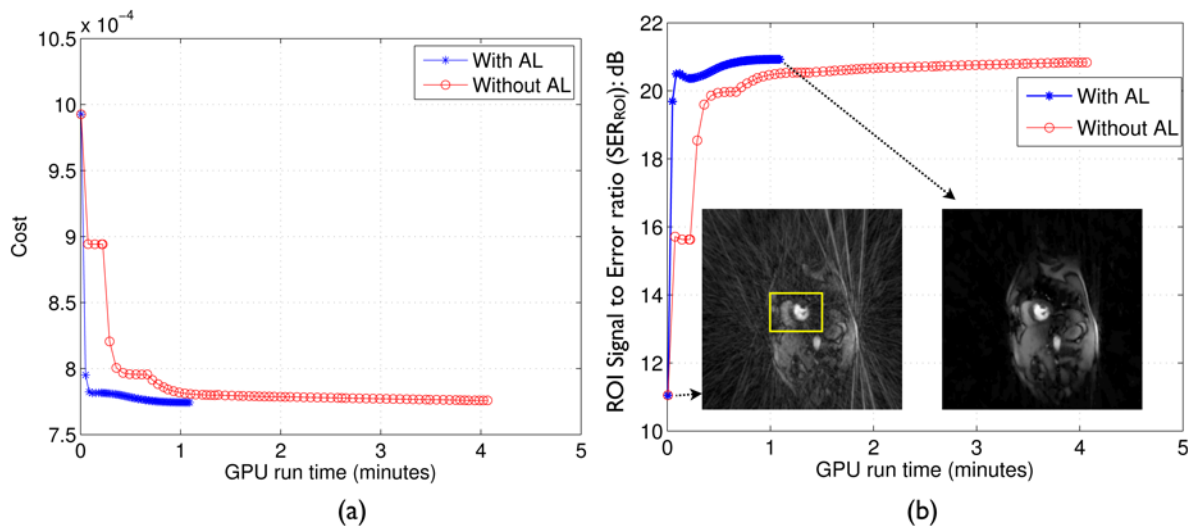 x 10-4
10.5
10
9.5
9
8.5
8
7.5
0
1
2
3
4
5
Cost
GPU run time (minutes)
With AL
Without AL
(a)
22
20
18
16
14
12
10
0
1
2
3
4
5
ROI Signal to Error ratio (SERROI): dB
GPU run time (minutes)
With AL
Without AL
(b)